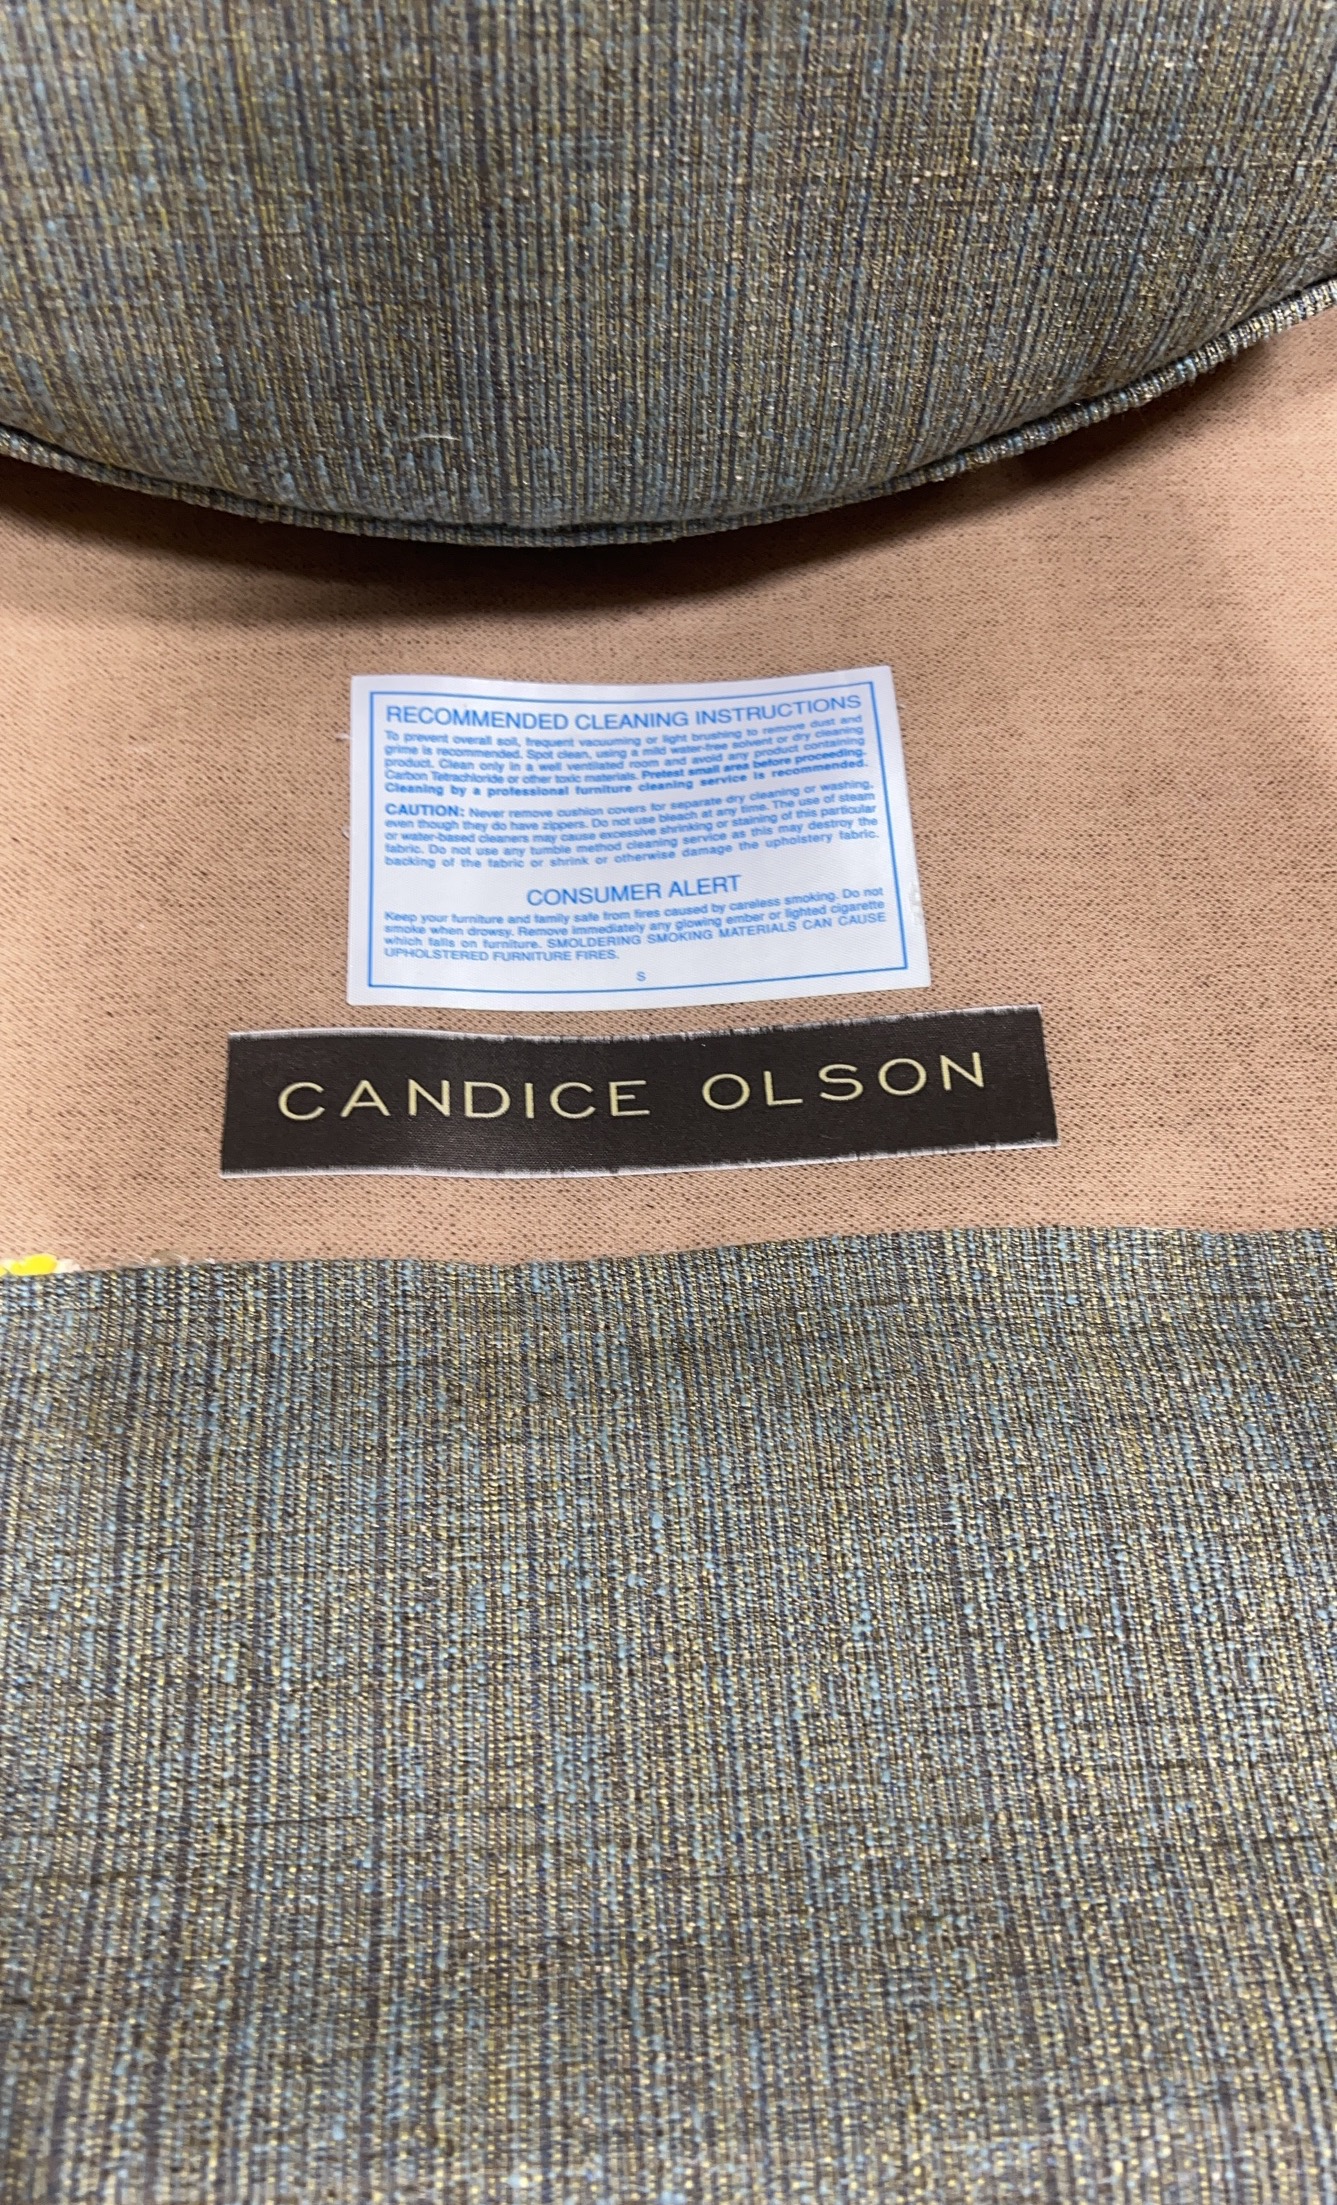 RECOMMENDED CLEANING INSTRUCTIONS
To prevent overall soil, frequent vacuuming or light brushing to remove dust and
grime is recommended. Spot clean, using a mild water-free solvent or dry cleaning
product. Clean only in a well ventilated room and avoid any product containing
Carbon Tetrachloride or other toxic materials. Pretest small area before proceeding.
Cleaning by a professional furniture cleaning service is recommended.
CAUTION: Never remove cushion covers for separate dry cleaning or washing,
even though they do have zippers. Do not use bleach at any time. The use of steam
or water-based cleaners may cause excessive shrinking or staining of this particular
fabric. Do not use any tumble method cleaning service as this may destroy the
backing of the fabric or shrink or otherwise damage the upholstery fabric.
CONSUMER ALERT
Keep your furniture and family safe from fires caused by careless smoking. Do not
smoke when drowsy. Remove immediately any glowing ember or lighted cigarette
which falls on furniture. SMOLDERING SMOKING MATERIALS CAN CAUSE
UPHOLSTERED FURNITURE FIRES.
S
CANDICE OLSON